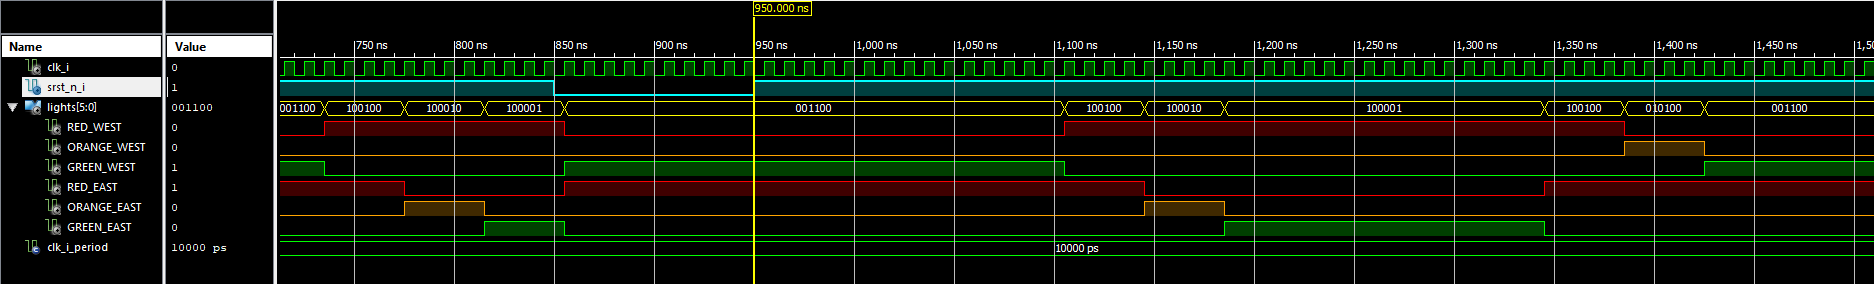 950.000 ns
Name Value
750 ns 800 ns 850 ns 900 ns 950 ns 1,000 ns 1,050 ns 1,100 ns 1,150 ns 1,200 ns 1,250 ns 1,300 ns 1,350 ns 1,400 ns 1,450 ns 1,50
clk_i 0
srst_n_i 1
lights[5:0] 001100 001100 100100 100010 100001 001100 100100 100010 100001 100100 010100 001100
RED_WEST 0
ORANGE_WEST 0
GREEN_WEST 1
RED_EAST 1
ORANGE_EAST 0
GREEN_EAST 0
clk_i_period 10000 ps 10000 ps